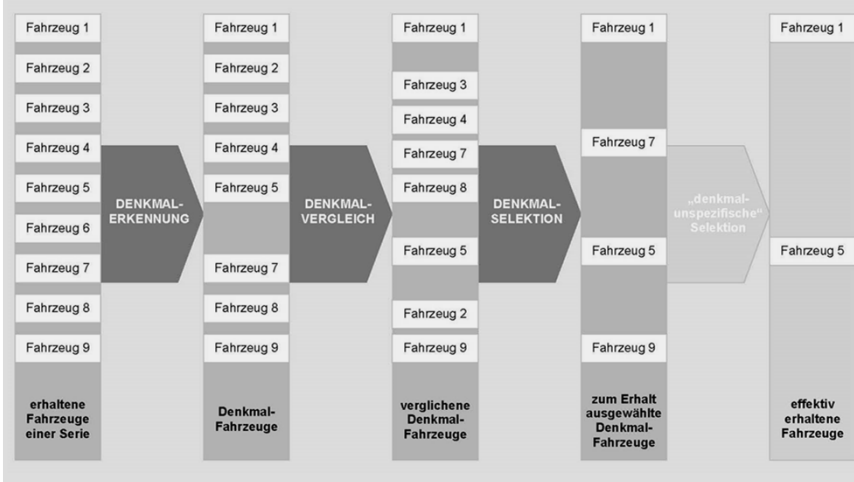 Fahrzeug 1
Fahrzeug 2
Fahrzeug 3
Fahrzeug 4
Fahrzeug 5
Fahrzeug 6
Fahrzeug 7
Fahrzeug 8
Fahrzeug 9
erhaltene
Fahrzeuge
einer Serie
DENKMAL-
ERKENNUNG
Fahrzeug 1
Fahrzeug 2
Fahrzeug 3
Fahrzeug 4
Fahrzeug 5
Fahrzeug 7
Fahrzeug 8
Fahrzeug 9
Denkmal-
Fahrzeuge
DENKMAL-
VERGLEICH
Fahrzeug 1
Fahrzeug 3
Fahrzeug 4
Fahrzeug 7
Fahrzeug 8
Fahrzeug 5
Fahrzeug 2
Fahrzeug 9
verglichene
Denkmal-
Fahrzeuge
DENKMAL-
SELEKTION
Fahrzeug 1
Fahrzeug 7
Fahrzeug 5
Fahrzeug 9
zum Erhalt
ausgewählte
Denkmal-
Fahrzeuge
„denkmal-
unspezifische“
Selektion
Fahrzeug 1
Fahrzeug 5
effektiv
erhaltene
Fahrzeuge